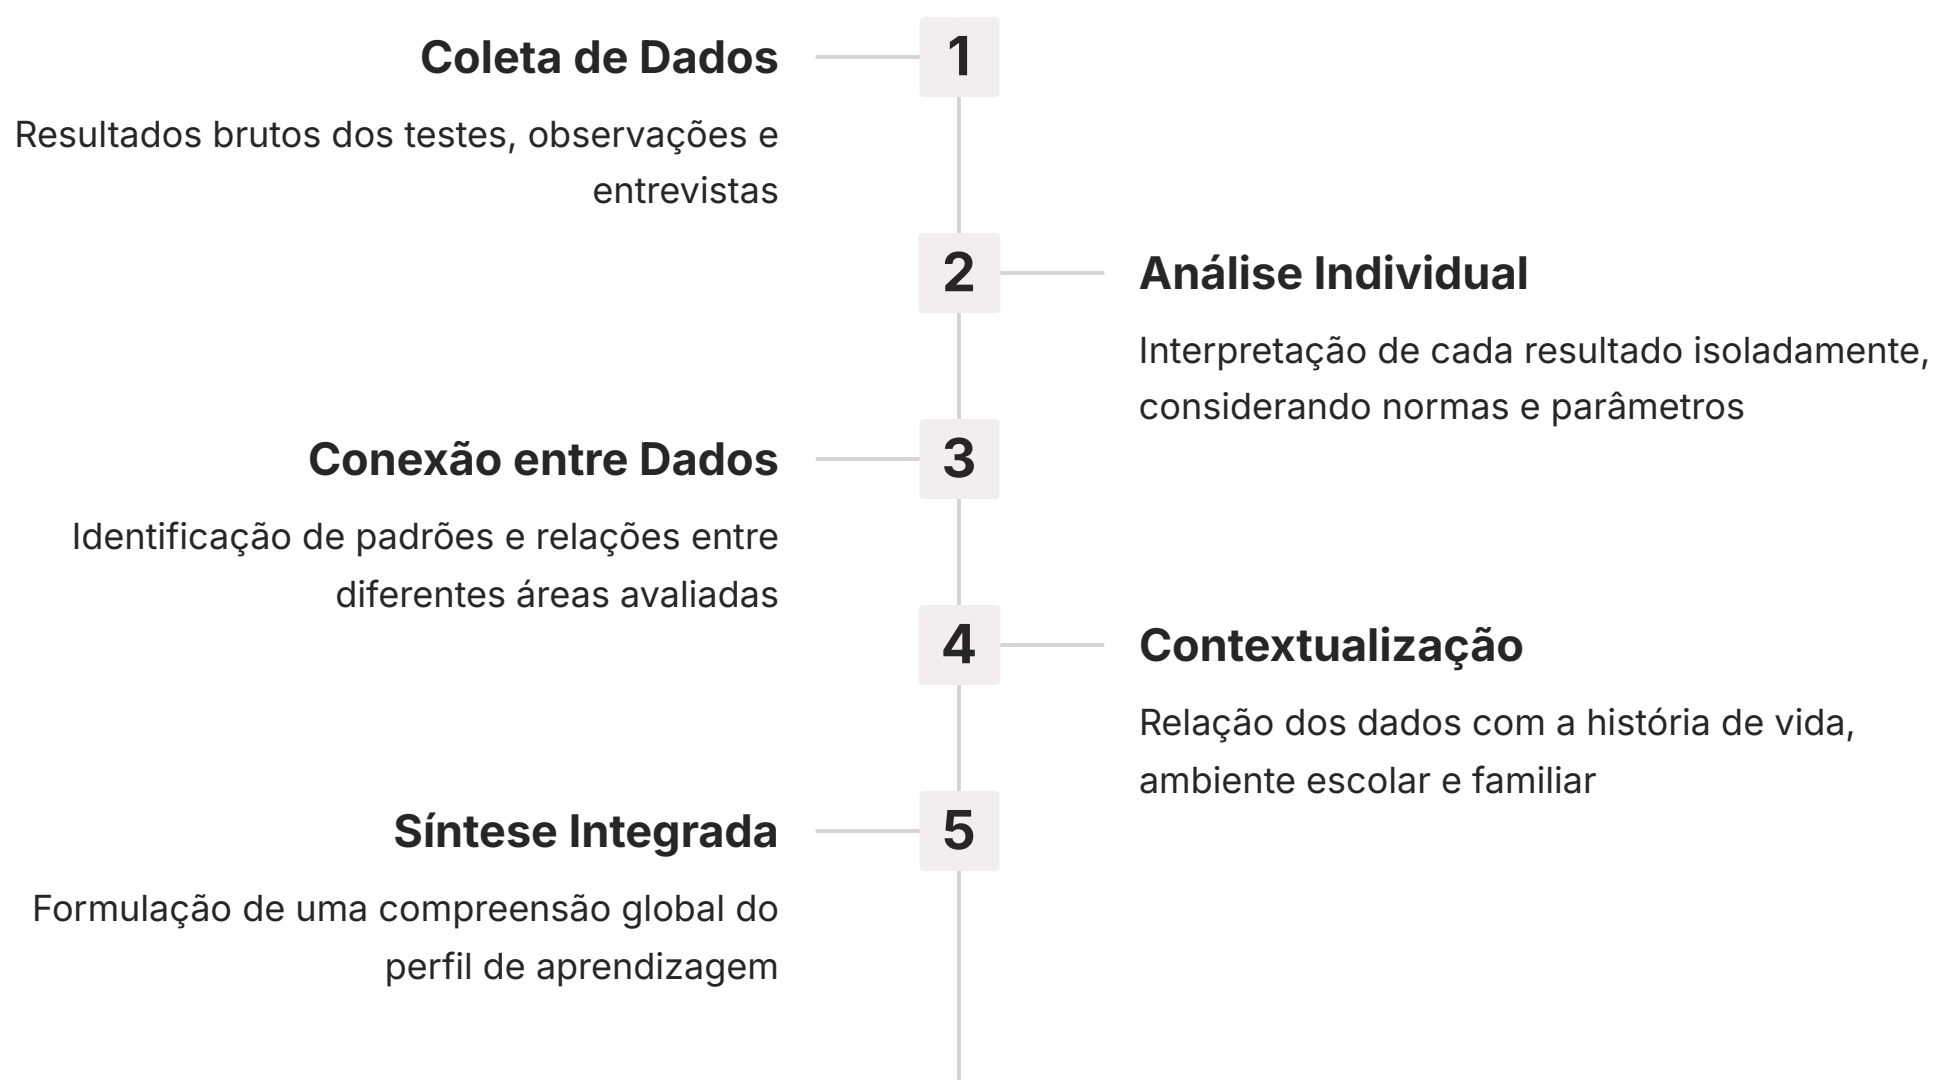 1
Coleta de Dados
Resultados brutos dos testes, observações e
entrevistas
2
Análise Individual
Interpretação de cada resultado isoladamente,
considerando normas e parâmetros
3
Conexão entre Dados
Identificação de padrões e relações entre
diferentes áreas avaliadas
4
Contextualização
Relação dos dados com a história de vida,
ambiente escolar e familiar
5
Síntese Integrada
Formulação de uma compreensão global do
perfil de aprendizagem